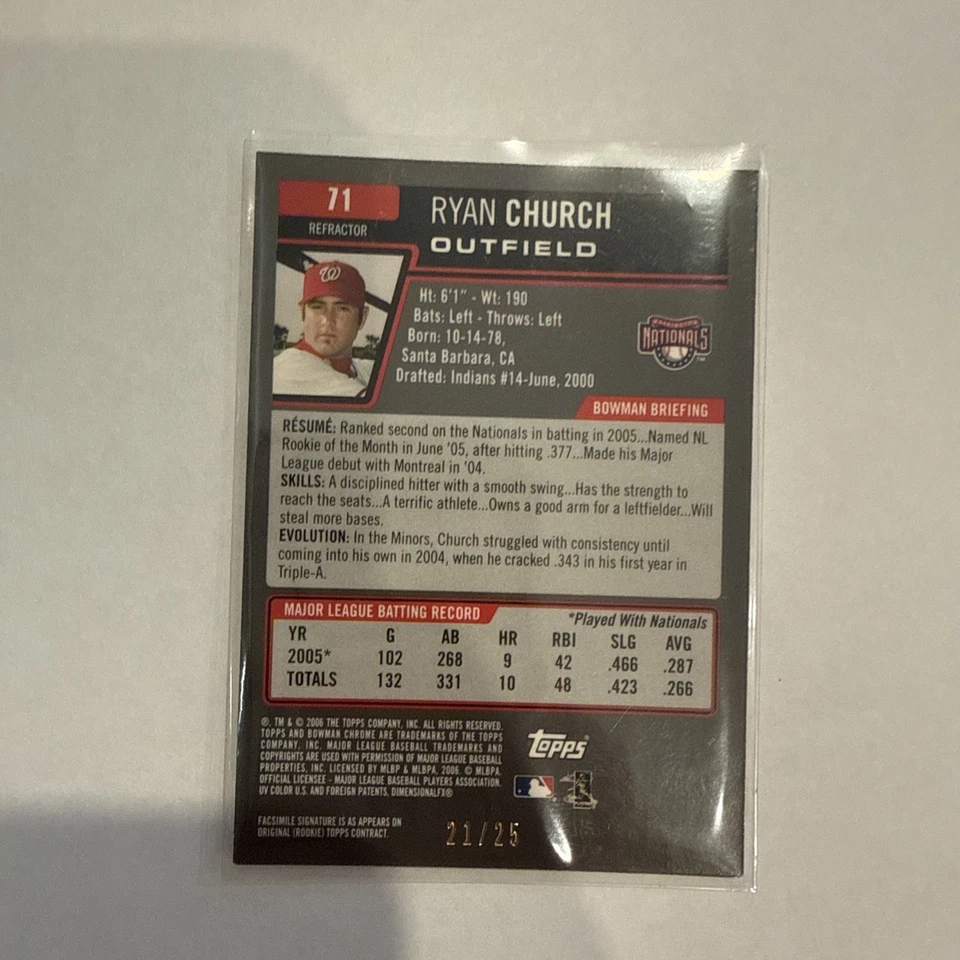 71
REFRACTOR
RYAN CHURCH
OUTFIELD
W
Ht: 6'1" - Wt: 190
Bats: Left - Throws: Left
Born: 10-14-78,
Santa Barbara, CA
Drafted: Indians #14-June, 2000
WASHINGTON
NATIONALS
TM
BOWMAN BRIEFING
RÉSUMÉ: Ranked second on the Nationals in batting in 2005...Named NL
Rookie of the Month in June '05, after hitting .377...Made his Major
League debut with Montreal in '04.
SKILLS: A disciplined hitter with a smooth swing...Has the strength to
reach the seats...A terrific athlete...Owns a good arm for a leftfielder...Will
steal more bases.
EVOLUTION: In the Minors, Church struggled with consistency until
coming into his own in 2004, when he cracked .343 in his first year in
Triple-A.
MAJOR LEAGUE BATTING RECORD
*Played With Nationals
YR G AB HR RBI SLG AVG
2005* 102 268 9 42 .466 .287
TOTALS 132 331 10 48 .423 .266
®, TM & © 2006 THE TOPPS COMPANY, INC. ALL RIGHTS RESERVED.
TOPPS AND BOWMAN CHROME ARE TRADEMARKS OF THE TOPPS
COMPANY, INC. MAJOR LEAGUE BASEBALL TRADEMARKS AND
COPYRIGHTS ARE USED WITH PERMISSION OF MAJOR LEAGUE BASEBALL
PROPERTIES, INC. LICENSED BY MLBP & MLBPA, 2006. © MLBPA.
OFFICIAL LICENSEE - MAJOR LEAGUE BASEBALL PLAYERS ASSOCIATION.
UV COLOR U.S. AND FOREIGN PATENTS, DIMENSIONALFX®
topps
FACSIMILE SIGNATURE IS AS APPEARS ON
ORIGINAL (ROOKIE) TOPPS CONTRACT.
21/25